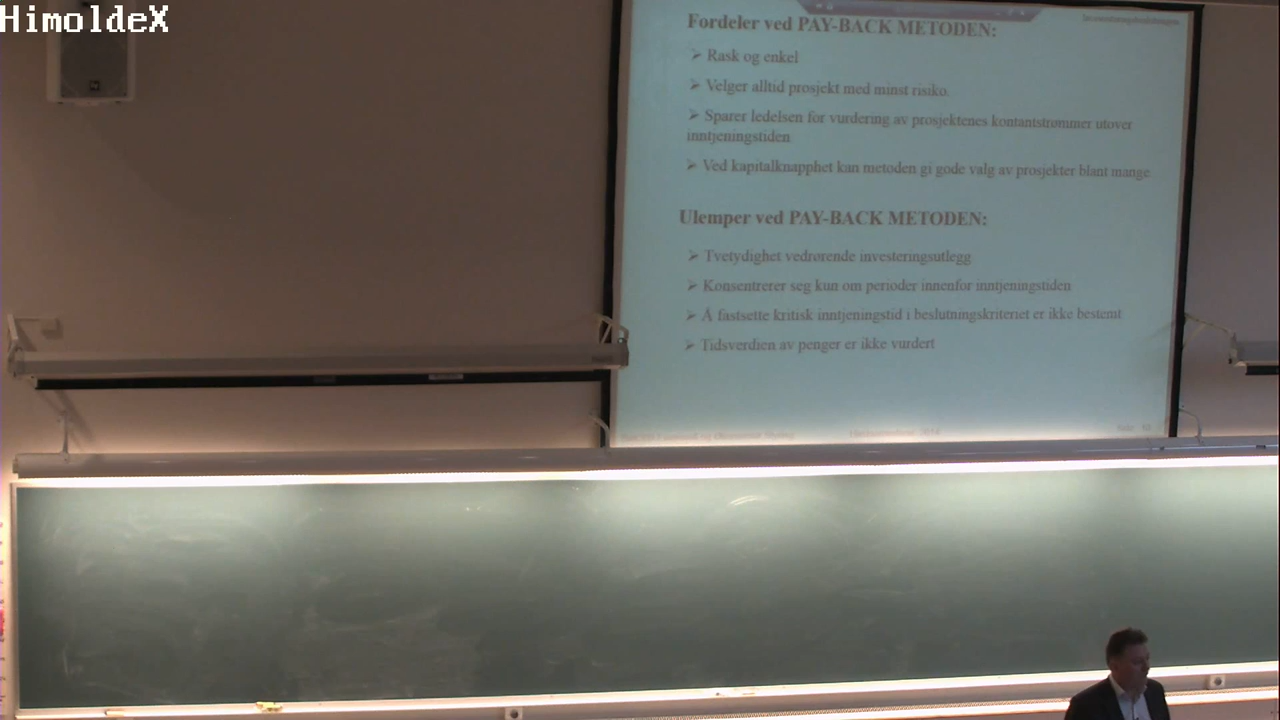 HimoldeX
Fordeler ved PAY-BACK METODEN:
➢ Rask og enkel
➢ Velger alltid prosjekt med minst risiko.
➢ Sparer ledelsen for vurdering av prosjektenes kontantstrømmer utover
inntjeningstiden
➢ Ved kapitalknapphet kan metoden gi gode valg av prosjekter blant mange
Ulemper ved PAY-BACK METODEN:
➢ Tvetydighet vedrørende investeringsutlegg
➢ Konsentrerer seg kun om perioder innenfor inntjeningstiden
➢ Å fastsette kritisk inntjeningstid i beslutningskriteriet er ikke bestemt
➢ Tidsverdien av penger er ikke vurdert